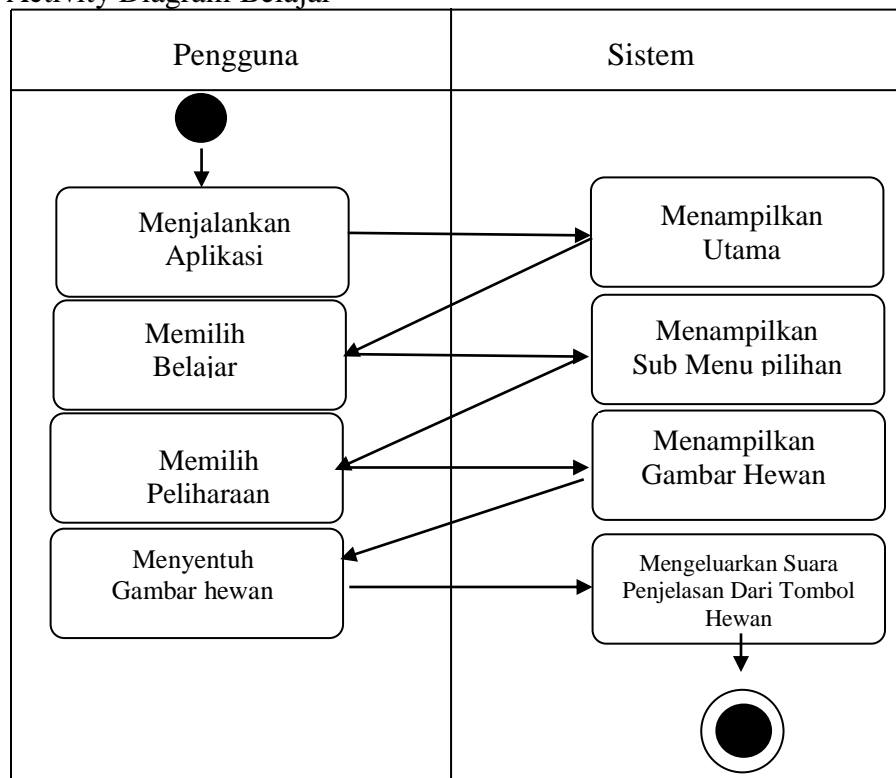 Activity Diagram Belajar
Pengguna
Sistem
Menjalankan
Aplikasi
Menampilkan
Utama
Memilih
Belajar
Menampilkan
Sub Menu pilihan
Memilih
Peliharaan
Menampilkan
Gambar Hewan
Menyentuh
Gambar hewan
Mengeluarkan Suara
Penjelasan Dari Tombol
Hewan